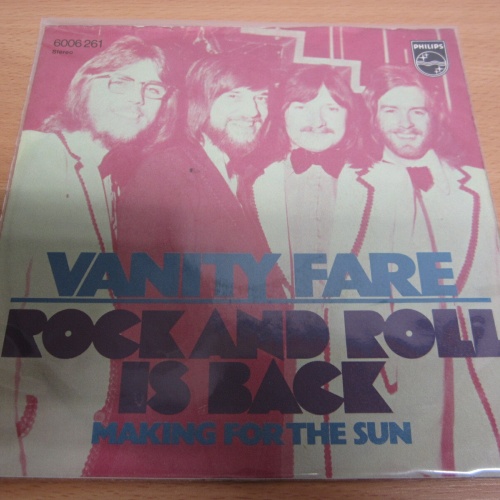 6006 261
Stereo
PHILIPS
VANITY FARE
ROCK AND ROLL
IS BACK
MAKING FOR THE SUN